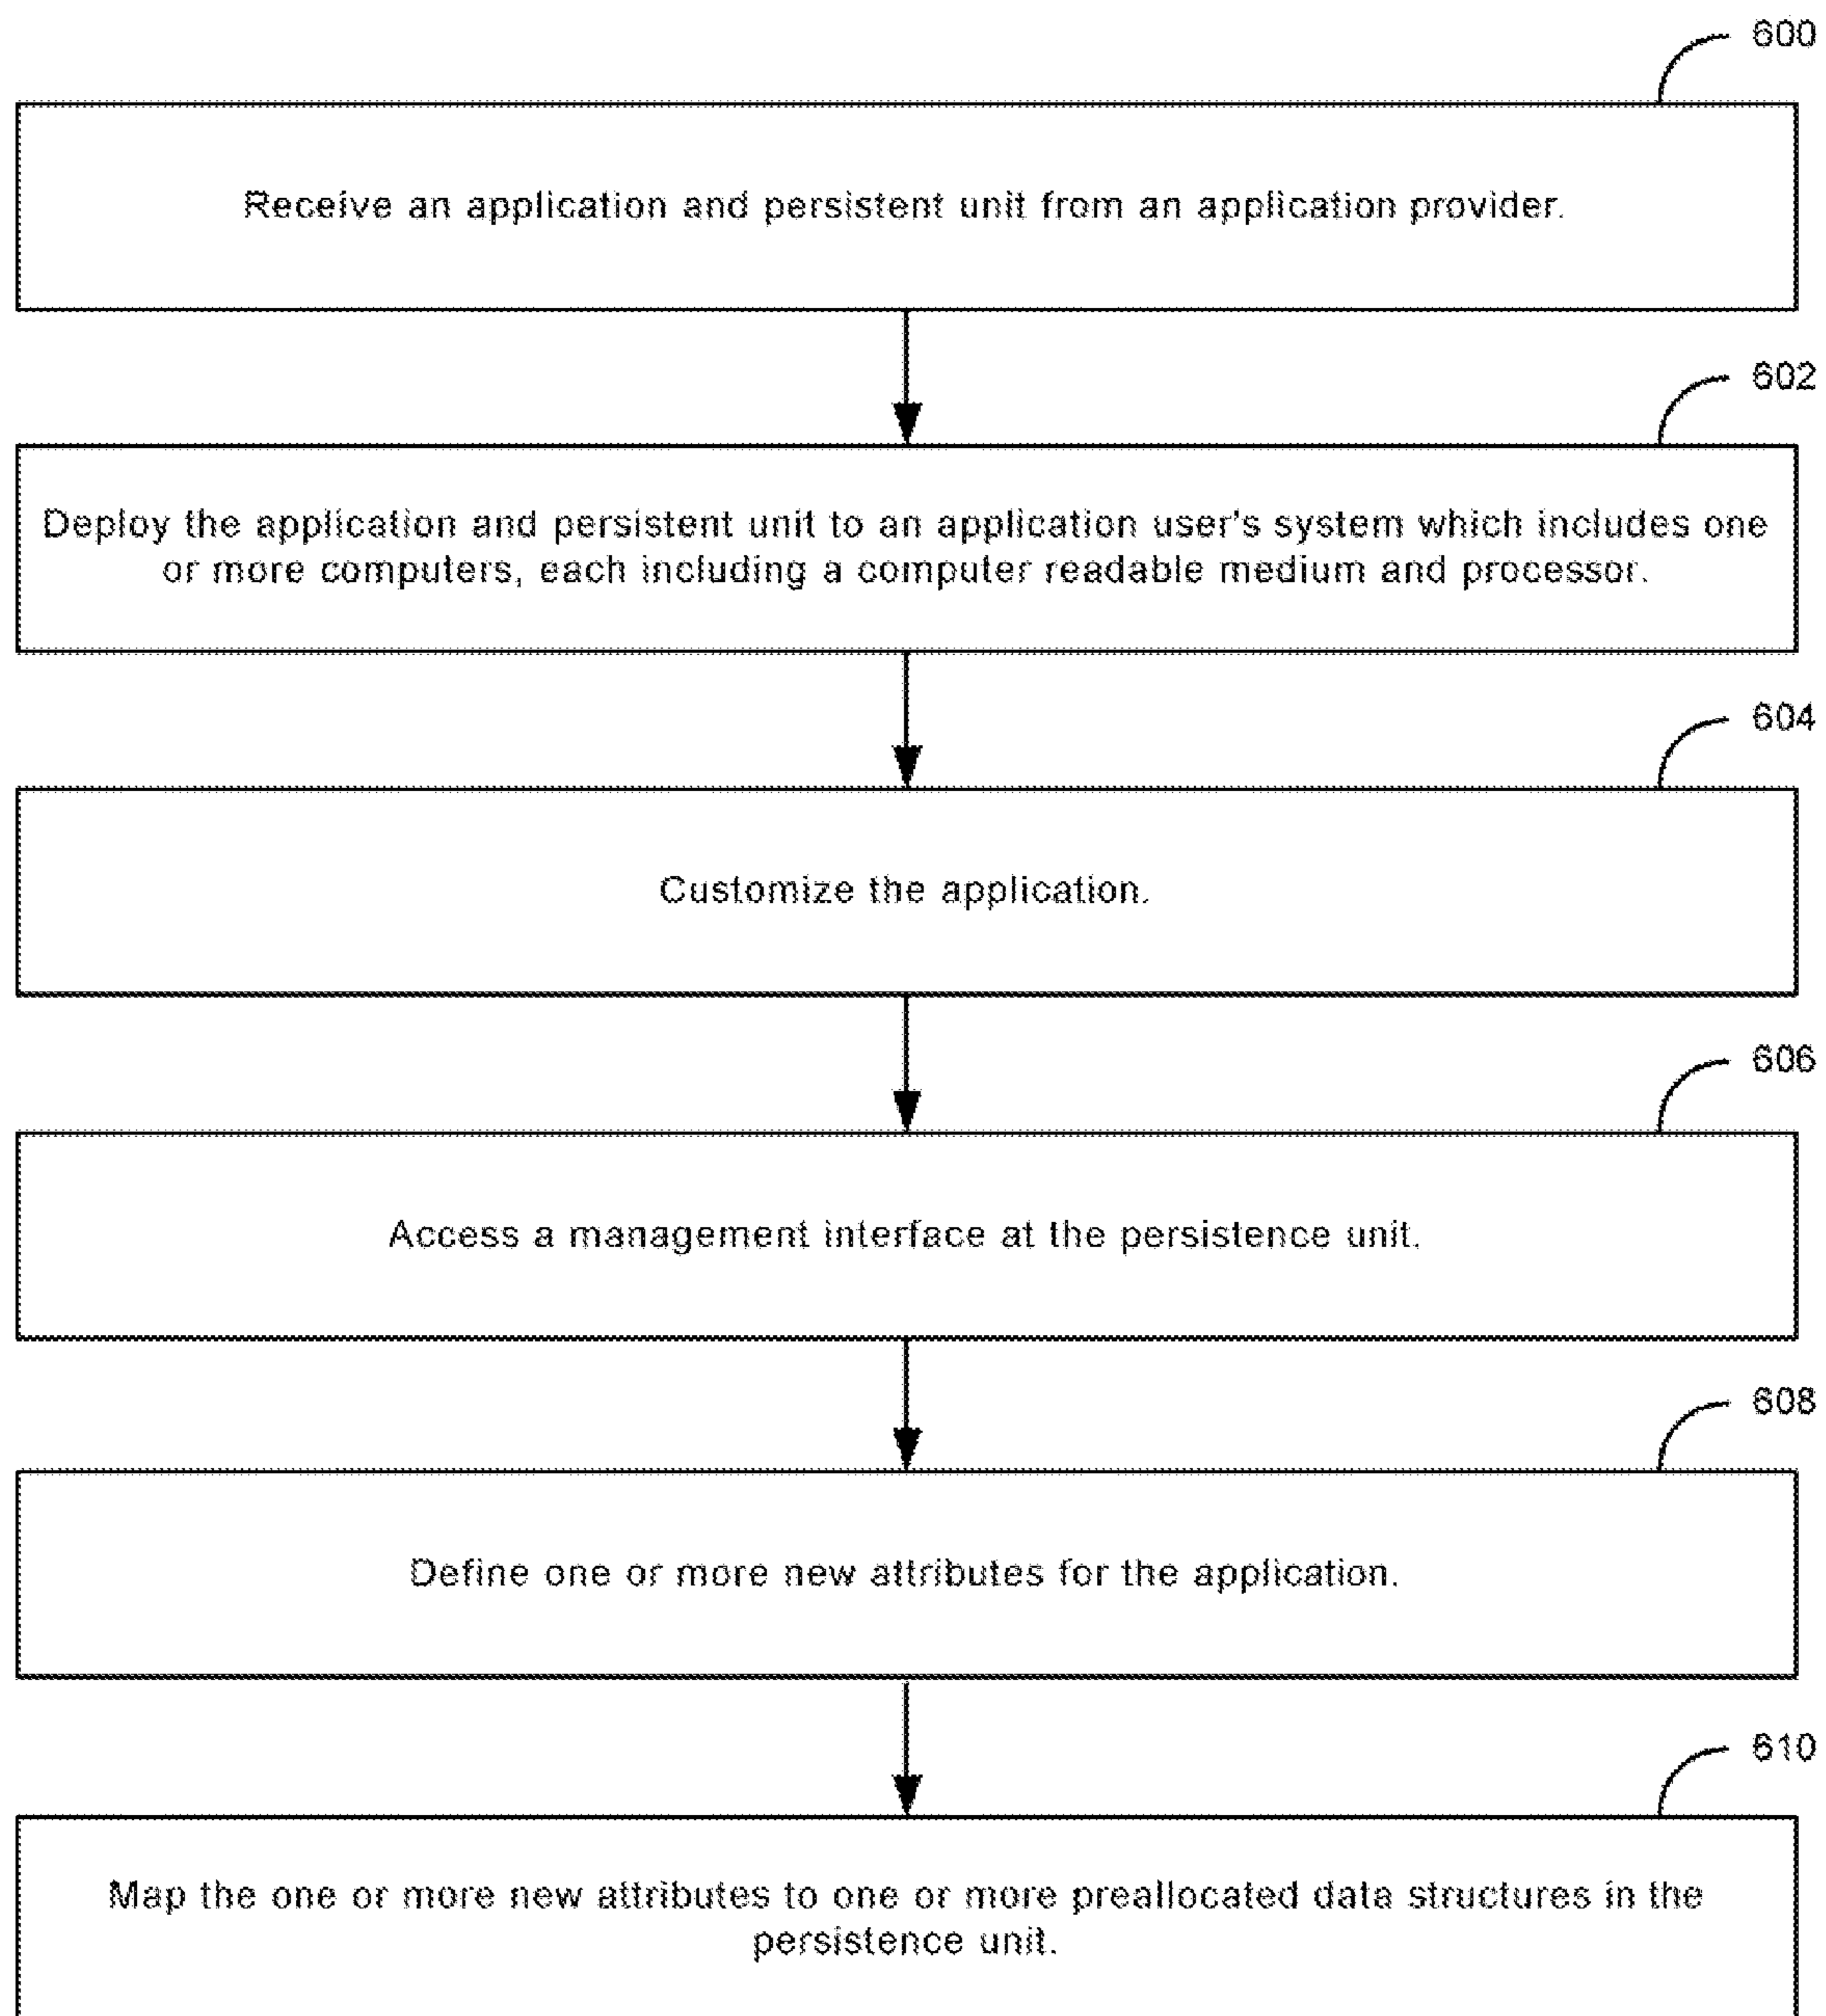 600
Receive an application and persistent unit from an application provider.
602
Deploy the application and persistent unit to an application user's system which includes one
or more computers, each including a computer readable medium and processor.
604
Customize the application.
606
Access a management interface at the persistence unit.
608
Define one or more new attributes for the application.
610
Map the one or more new attributes to one or more preallocated data structures in the
persistence unit.